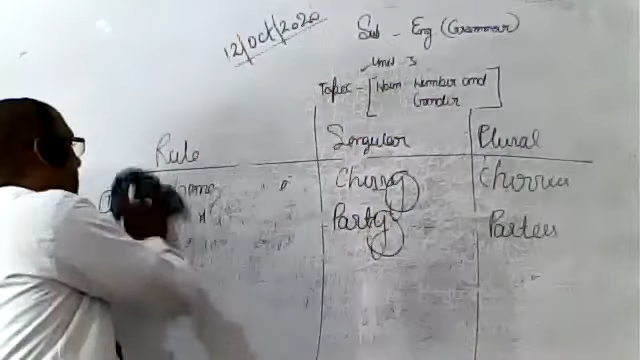 12/Oct/2020
Sub - Eng (Grammar)
Unit - 3
Topic - [Noun Number and
Gender]
Rule Singular Plural
Cherry Cherries
Party Parties